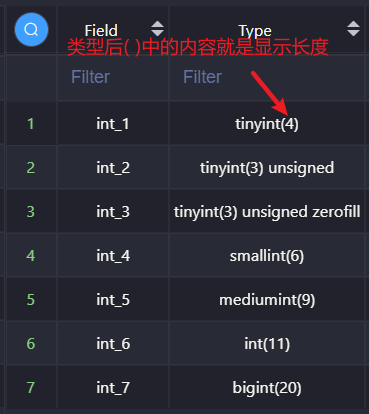 Field Type
类型后( )中的内容就是显示长度
Filter Filter
1 int_1 tinyint(4)
2 int_2 tinyint(3) unsigned
3 int_3 tinyint(3) unsigned zerofill
4 int_4 smallint(6)
5 int_5 mediumint(9)
6 int_6 int(11)
7 int_7 bigint(20)